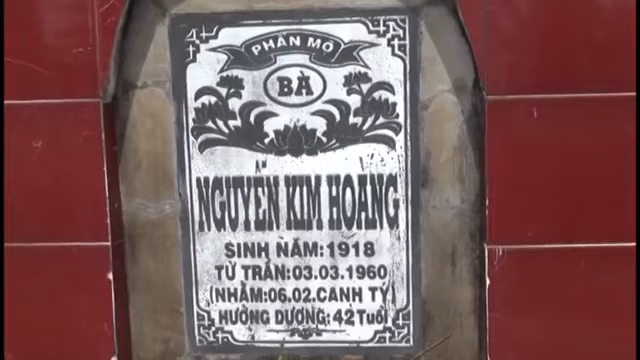 PHẦN MỘ
BÀ
NGUYỄN KIM HOÀNG
SINH NĂM:1918
TỪ TRẦN:03.03.1960
(NHẰM:06.02.CANH TÝ)
HƯỞNG DƯƠNG: 42 Tuổi